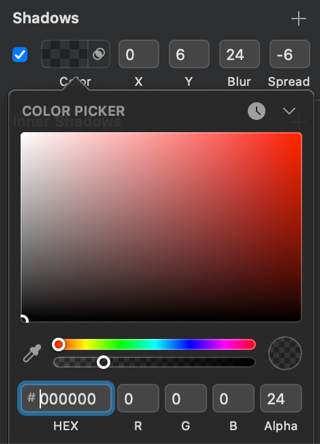 Shadows
0 6 24 -6
Color X Y Blur Spread
COLOR PICKER
Inner Shadows
#000000 0 0 0 24
HEX R G B Alpha